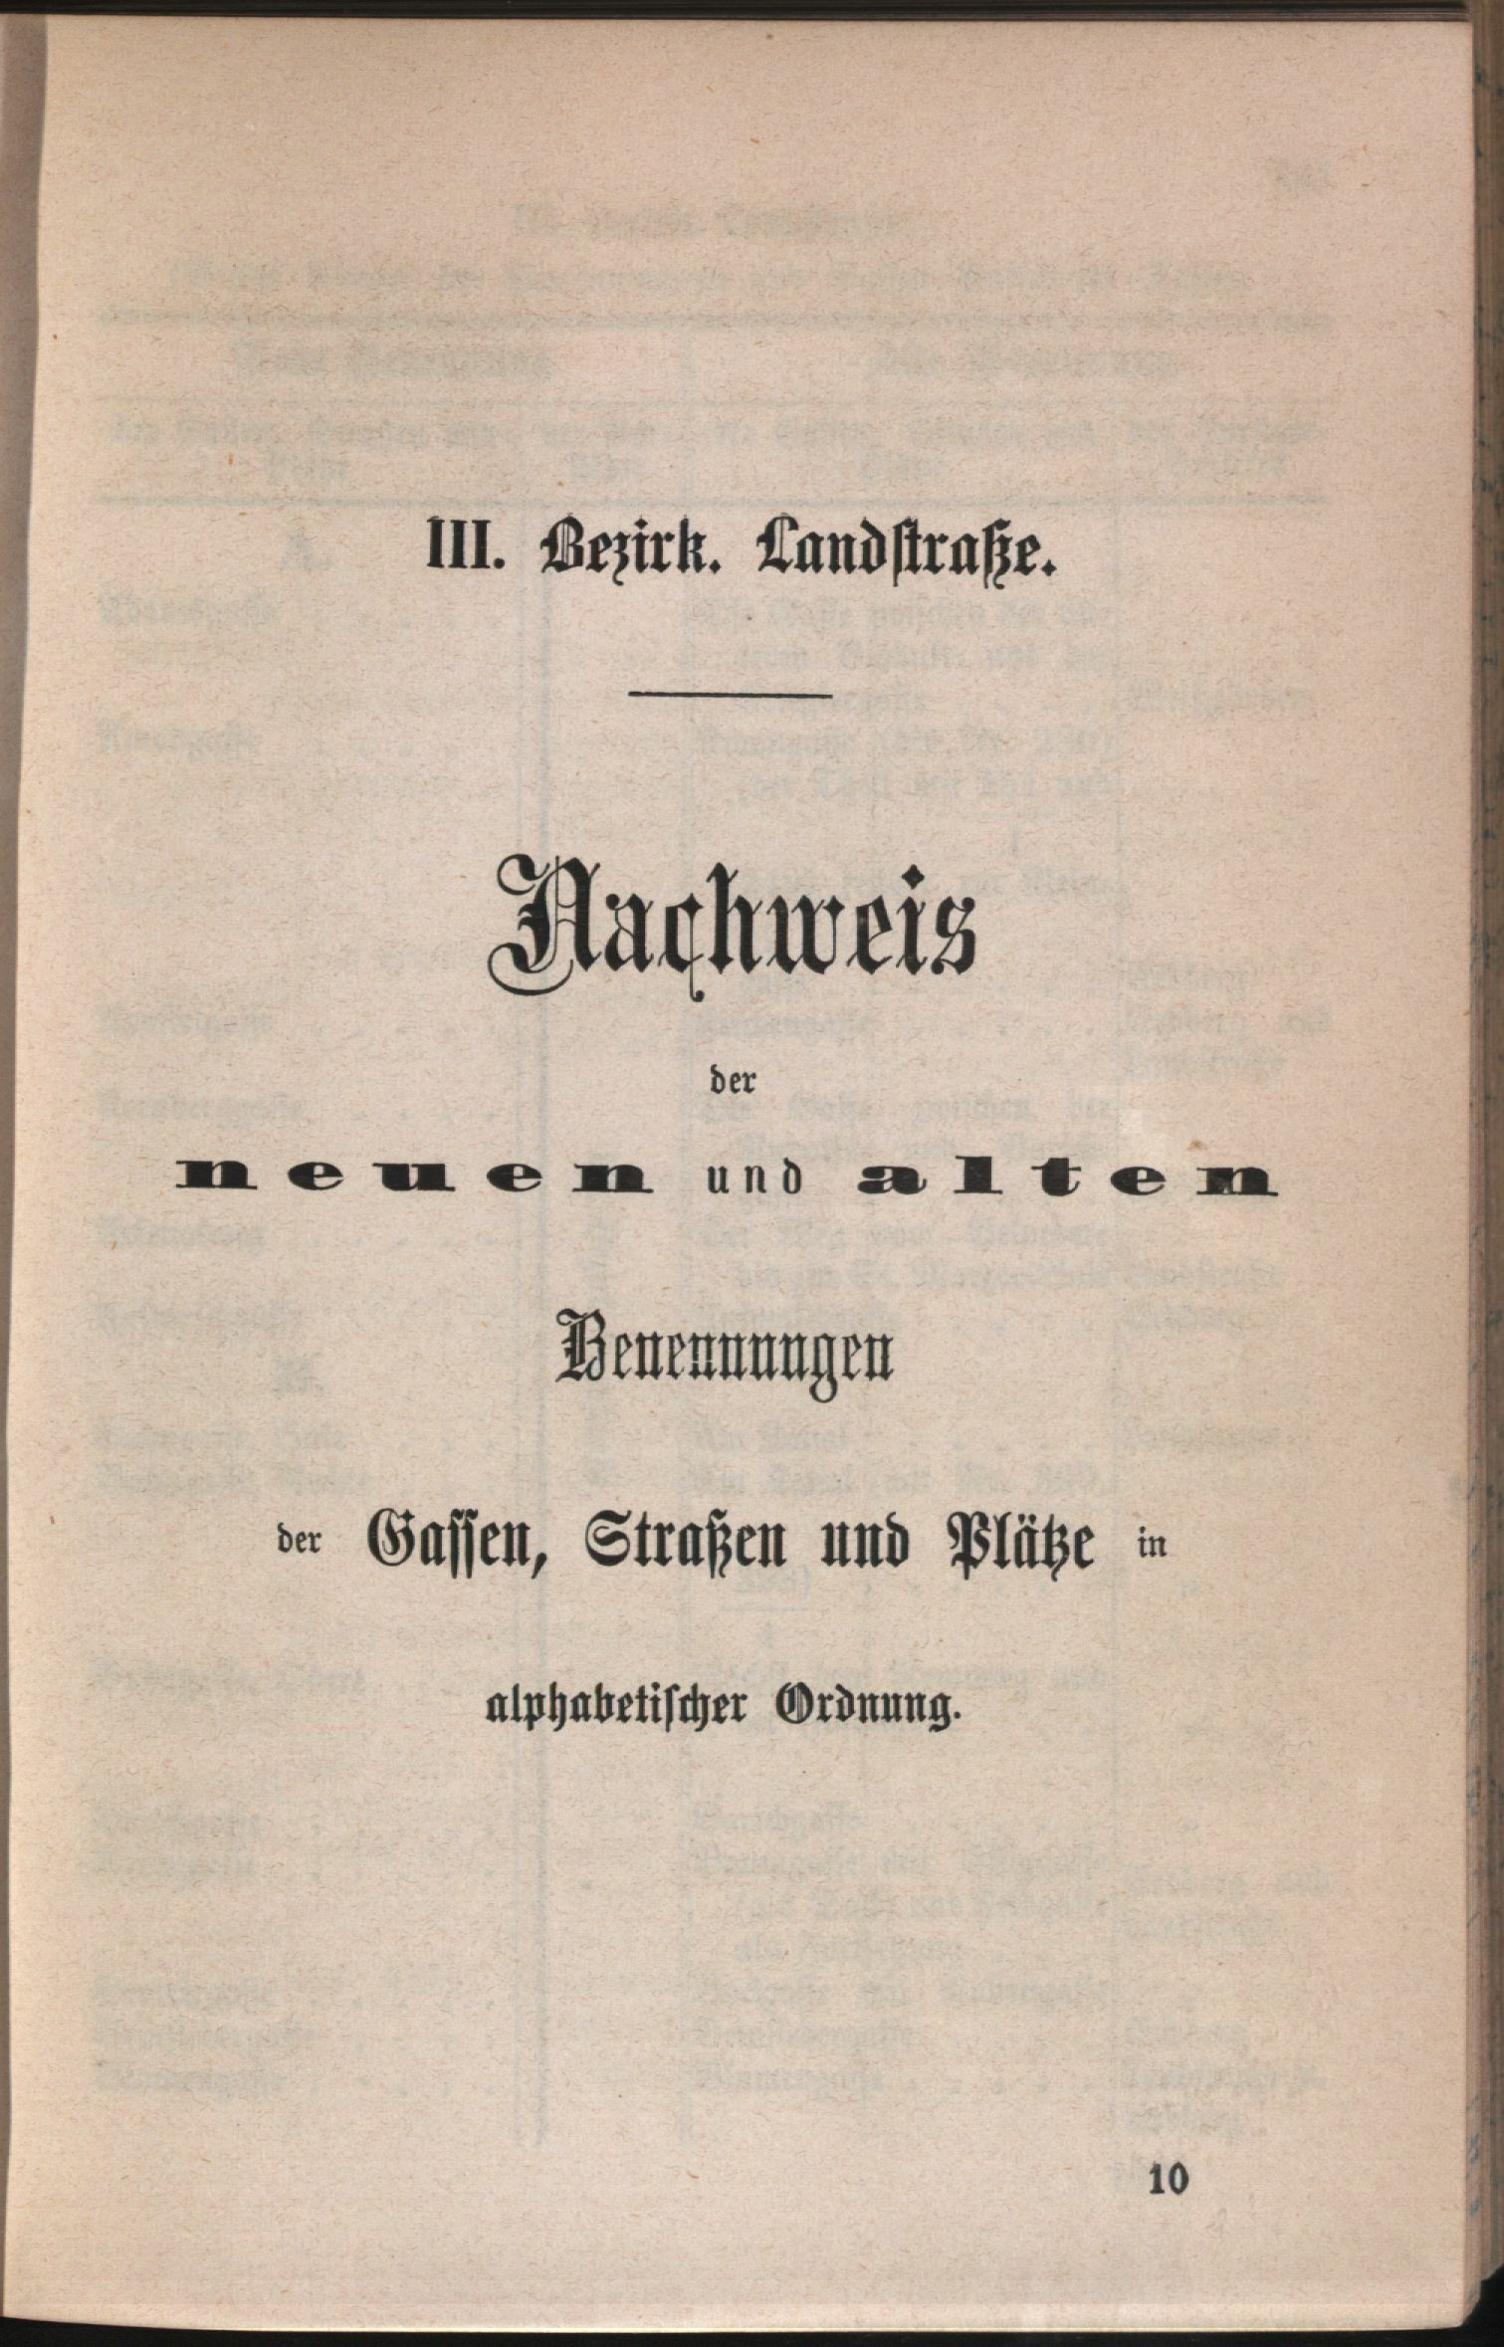 III. Bezirk. Landstraße.
Nachweis
der
neuen und alten
Benennungen
der Gassen, Straßen und Plätze in
alphabetischer Ordnung.
10